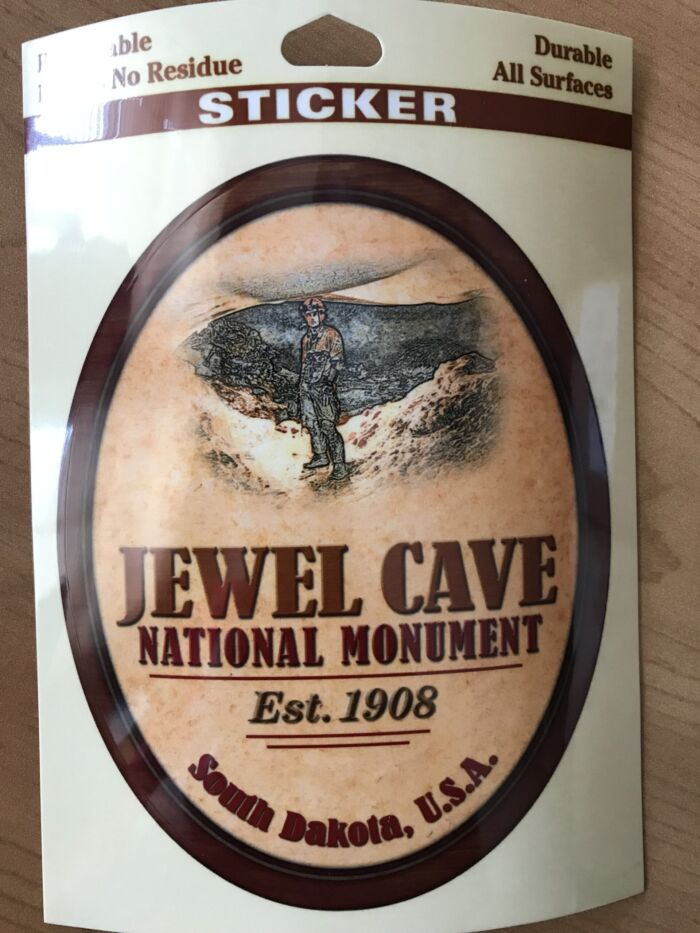 No Residue
Durable
All Surfaces
STICKER
JEWEL CAVE
NATIONAL MONUMENT
Est. 1908
South Dakota, U.S.A.